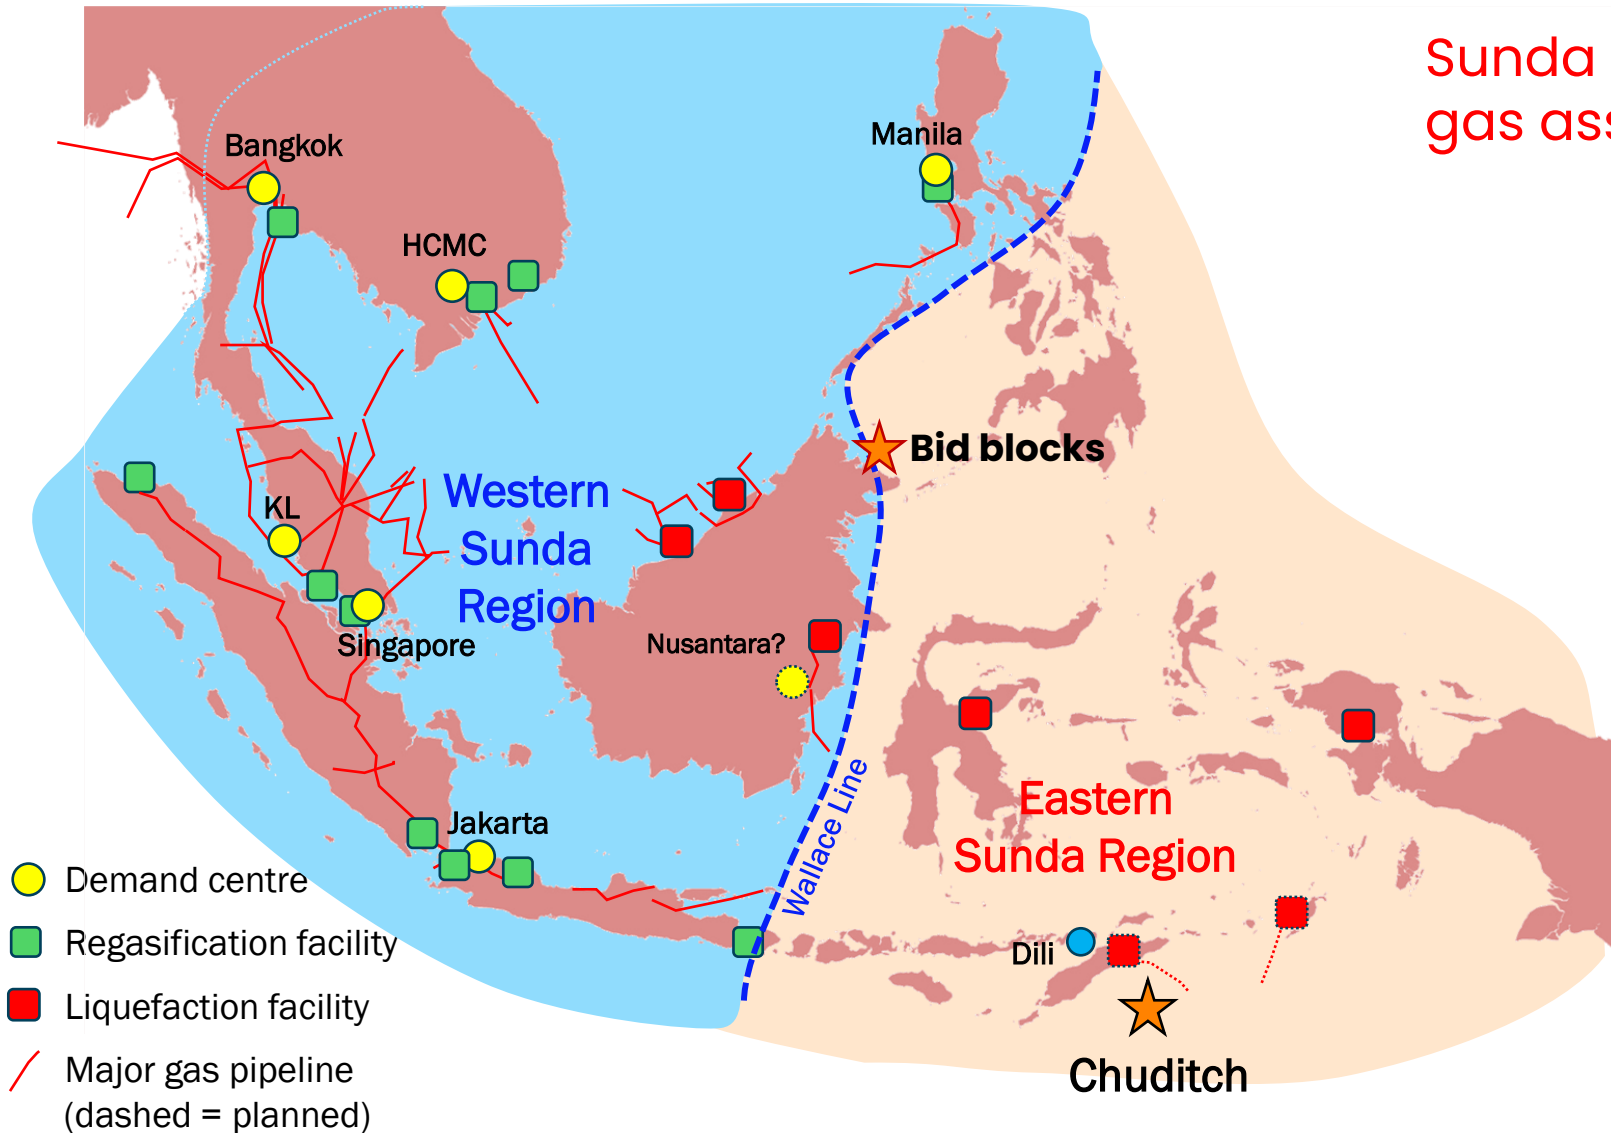 Sunda
gas
Bangkok
Manila
HCMC
Bid blocks
Western
Sunda
Region
KL
Singapore
Nusantara?
Wallace Line
Eastern
Sunda Region
Jakarta
Dili
Chuditch
Demand centre
Regasification facility
Liquefaction facility
Major gas pipeline
(dashed = planned)